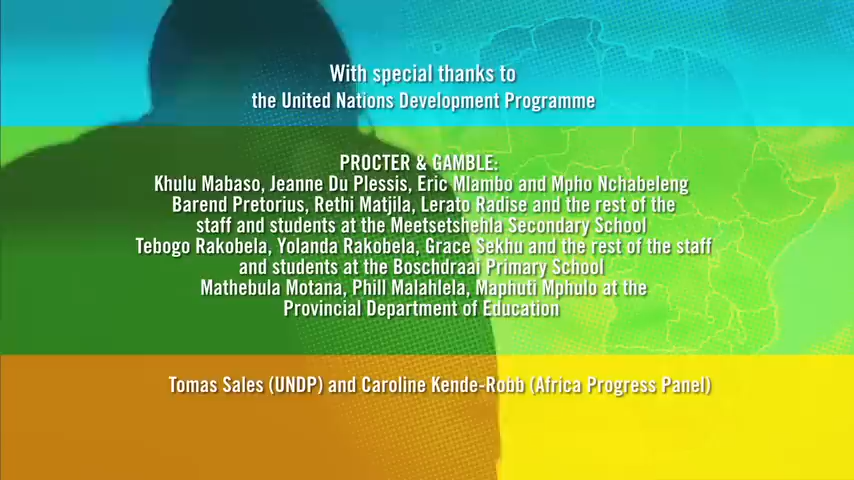 With special thanks to
the United Nations Development Programme
PROCTER & GAMBLE:
Khulu Mabaso, Jeanne Du Plessis, Eric Mlambo and Mpho Nchabeleng
Barend Pretorius, Rethi Matjila, Lerato Radise and the rest of the
staff and students at the Meetsetshehla Secondary School
Tebogo Rakobela, Yolanda Rakobela, Grace Sekhu and the rest of the staff
and students at the Boschdraai Primary School
Mathebula Motana, Phill Malahlela, Maphuti Mphulo at the
Provincial Department of Education
Tomas Sales (UNDP) and Caroline Kende-Robb (Africa Progress Panel)